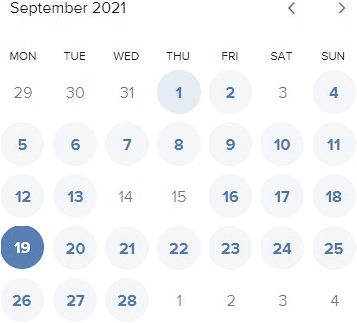 September 2021
MON TUE WED THU FRI SAT SUN
29 30 31 1 2 3 4
5 6 7 8 9 10 11
12 13 14 15 16 17 18
19 20 21 22 23 24 25
26 27 28 1 2 3 4